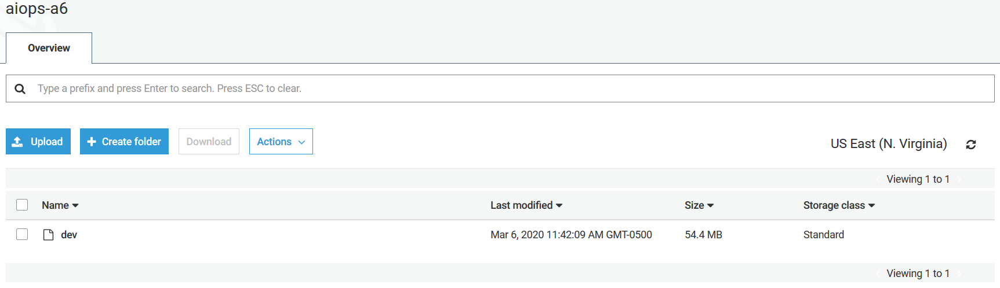 aiops-a6
Overview
Type a prefix and press Enter to search. Press ESC to clear.
Upload Create folder Download Actions US East (N. Virginia)
Viewing 1 to 1
Name Last modified Size Storage class
dev Mar 6, 2020 11:42:09 AM GMT-0500 54.4 MB Standard
Viewing 1 to 1